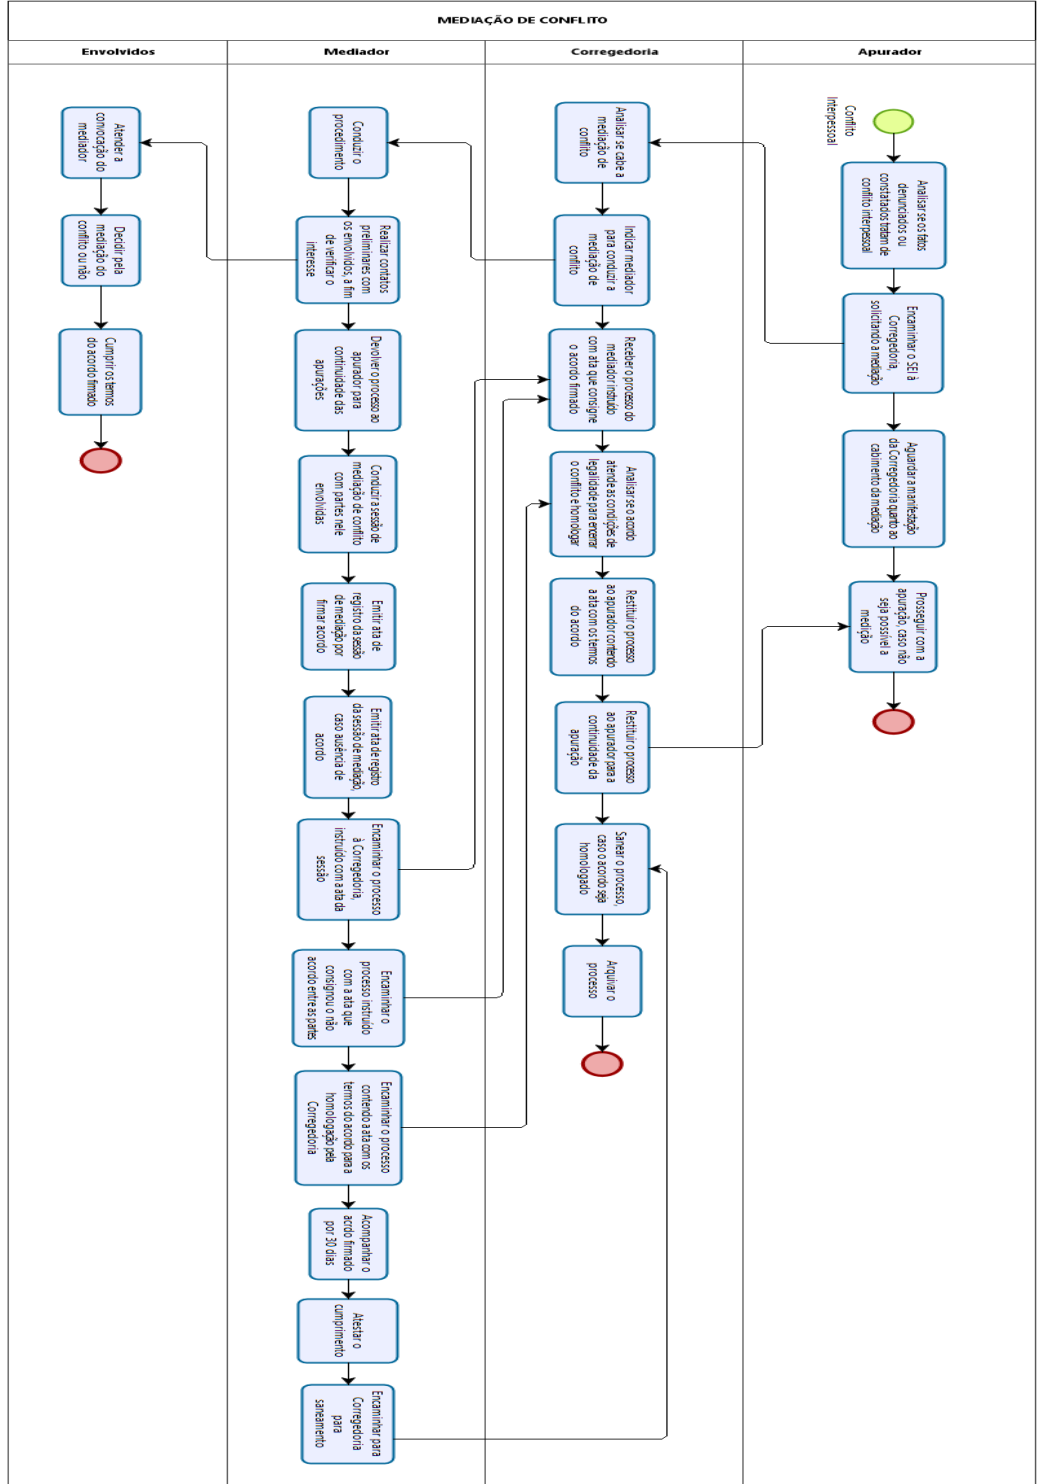 MEDIAÇÃO DE CONFLITO
Envolvidos
Mediador
Corregedoria
Apurador
Conflito
Interpessoal
Analisar se os fatos
denunciados ou
constatados tratam de
conflito interpessoal
Encaminhar o SEI à
Corregedoria,
solicitando a mediação
Aguardar a manifestação
da Corregedoria quanto ao
cabimento da mediação
Prosseguir com a
apuração, caso não
seja possível a
medição
Analisar se cabe a
mediação de
conflito
Indicar mediador
para conduzir a
mediação de
conflito
Receber o processo do
mediador instruído
com ata que consigne
o acordo firmado
Analisar se o acordo
atende as condições de
legalidade para encerrar
o conflito e homologar
Restituir o processo
ao apurador contendo
a ata com os termos
do acordo
Restituir o processo
ao apurador para a
continuidade da
apuração
Sanear o processo,
caso o acordo seja
homologado
Arquivar o
processo
Conduzir o
procedimento
Realizar contatos
preliminares com
os envolvidos, a fim
de verificar o
interesse
Devolver o processo ao
apurador para
continuidade das
apurações
Conduzir a sessão de
mediação de conflito
com partes nele
envolvidas
Emitir ata de
registro da sessão
de mediação por
firmar acordo
Emitir ata de registro
da sessão de mediação,
caso ausência de
acordo
Encaminhar o processo
à Corregedoria,
instruído com a ata da
sessão
Encaminhar o
processo instruído
com a ata que
consignou o não
acordo entre as partes
Encaminhar o processo
contendo a ata com os
termos do acordo para a
homologação pela
Corregedoria
Acompanhar o
acrdo firmado
por 30 dias
Atestar o
cumprimento
Encaminhar para
Corregedoria
para
saneamento
Atender a
convocação do
mediador
Decidir pela
mediação do
conflito ou não
Cumprir os termos
do acordo firmado